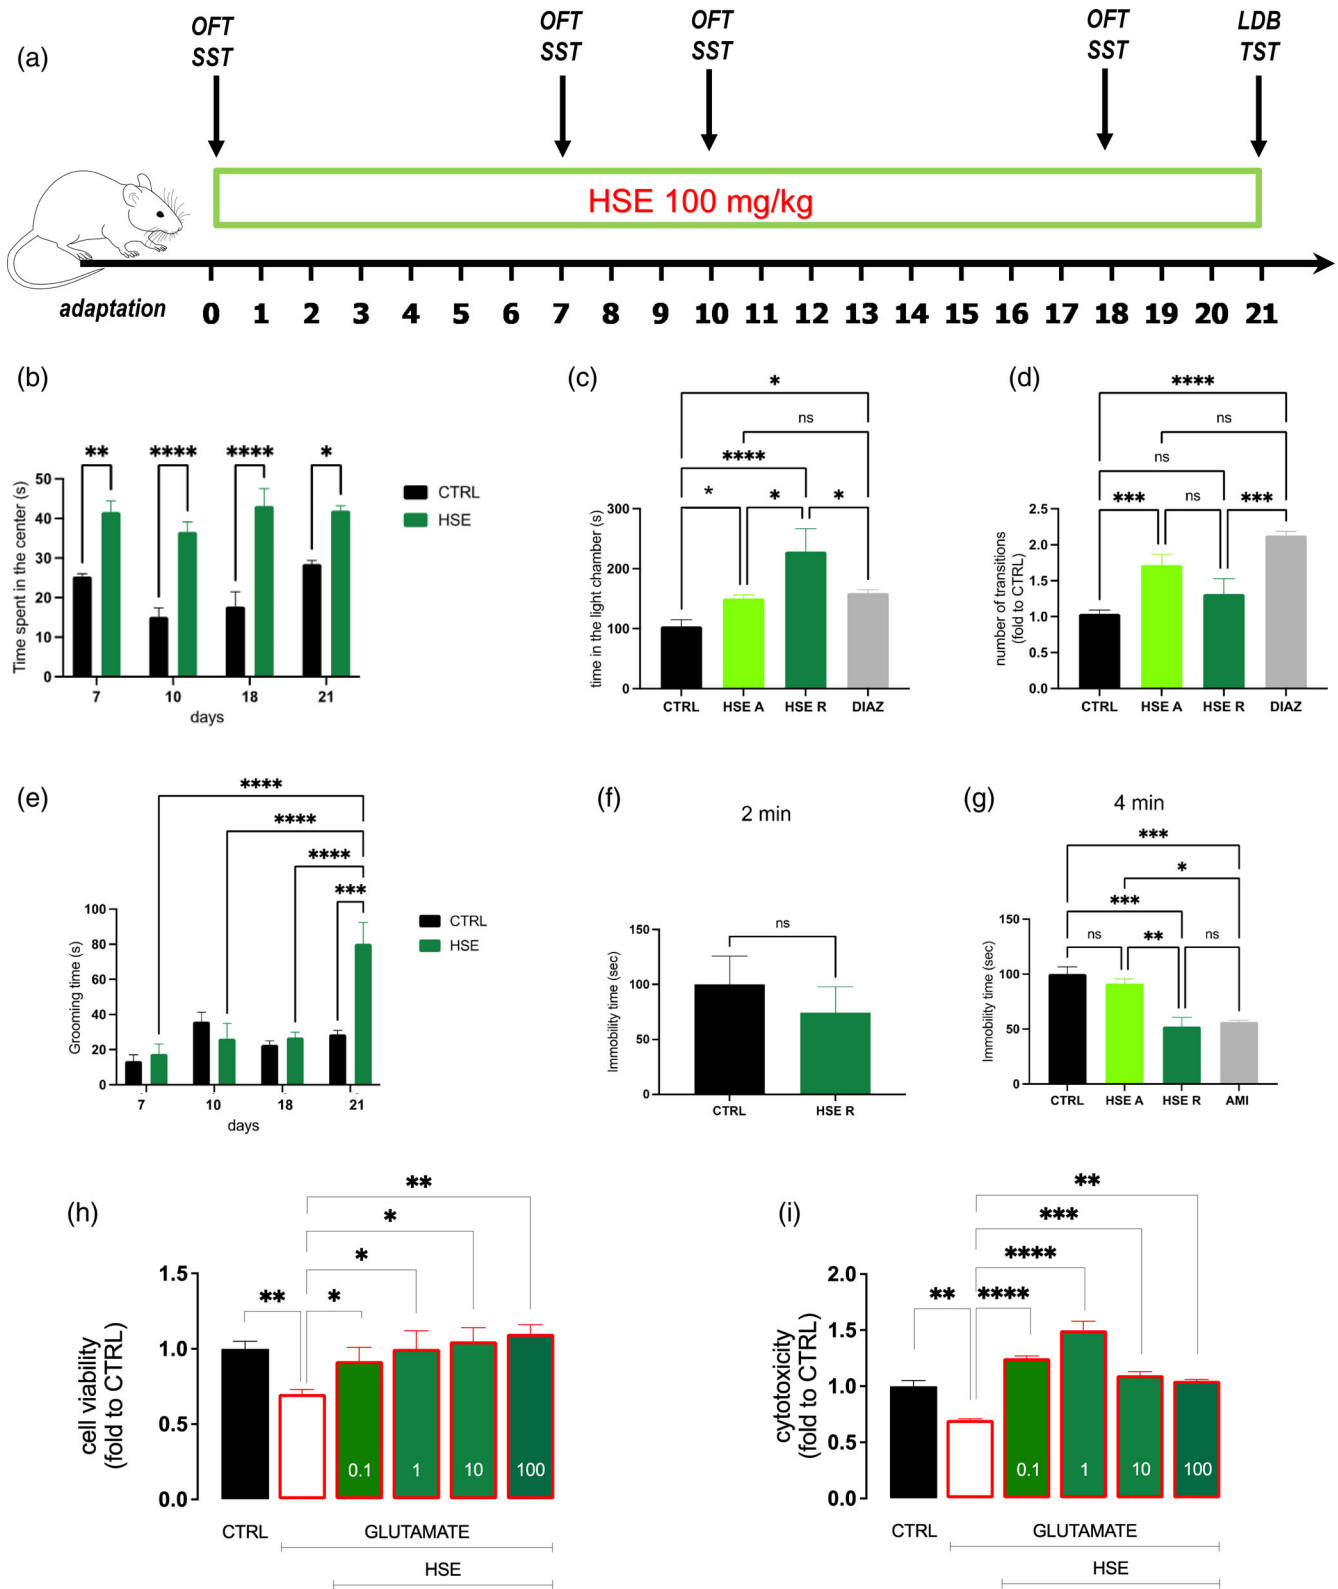 (a)
OFT
SST
OFT
SST
OFT
SST
OFT
SST
LDB
TST
HSE 100 mg/kg
adaptation
0 1 2 3 4 5 6 7 8 9 10 11 12 13 14 15 16 17 18 19 20 21
(b)
** **** **** *
Time spent in the center (s)
50
40
30
20
10
0
7 10 18 21
days
CTRL
HSE
(c)
*
ns
****
* * *
time in the light chamber (s)
300
200
100
0
CTRL HSE A HSE R DIAZ
(d)
****
ns
ns
*** ns ***
number of transitions
(fold to CTRL)
2.5
2.0
1.5
1.0
0.5
0.0
CTRL HSE A HSE R DIAZ
(e)
****
****
****
***
Grooming time (s)
100
80
60
40
20
0
7 10 18 21
days
CTRL
HSE
(f)
2 min
ns
Immobility time (sec)
150
100
50
0
CTRL HSE R
(g)
4 min
***
*
***
ns ** ns
Immobility time (sec)
150
100
50
0
CTRL HSE A HSE R AMI
(h)
**
*
*
** *
cell viability
(fold to CTRL)
1.5
1.0
0.5
0.0
0.1 1 10 100
CTRL GLUTAMATE
HSE
(i)
**
***
****
** ****
cytotoxicity
(fold to CTRL)
2.0
1.5
1.0
0.5
0.0
0.1 1 10 100
CTRL GLUTAMATE
HSE